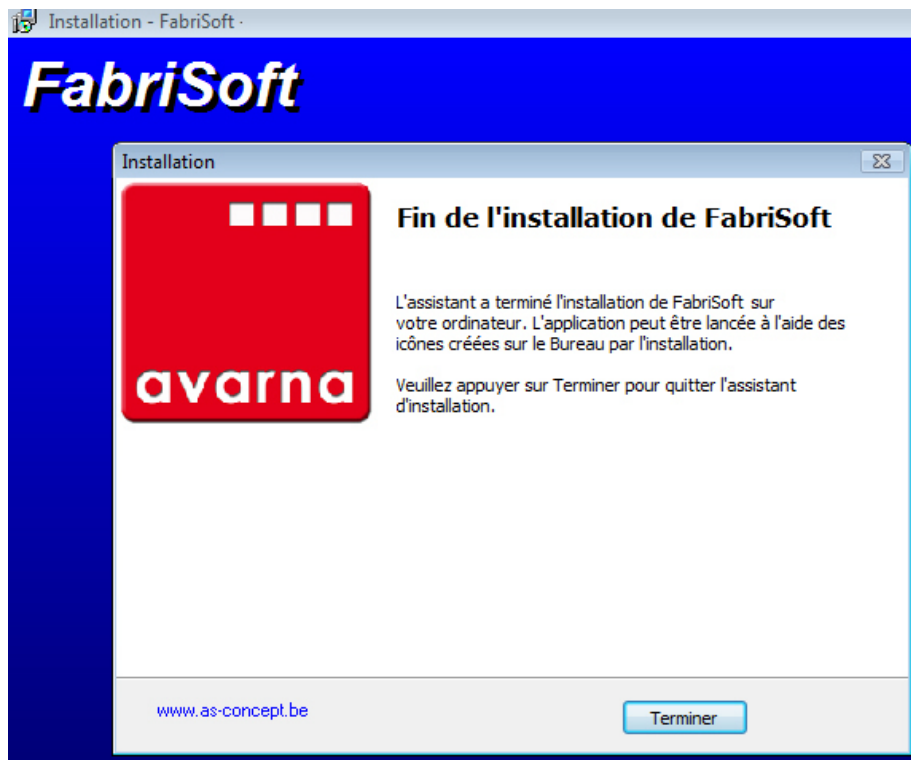 Installation - FabriSoft ·
FabriSoft
Installation
avarna
Fin de l'installation de FabriSoft
L'assistant a terminé l'installation de FabriSoft sur
votre ordinateur. L'application peut être lancée à l'aide des
icônes créées sur le Bureau par l'installation.
Veuillez appuyer sur Terminer pour quitter l'assistant
d'installation.
www.as-concept.be
Terminer